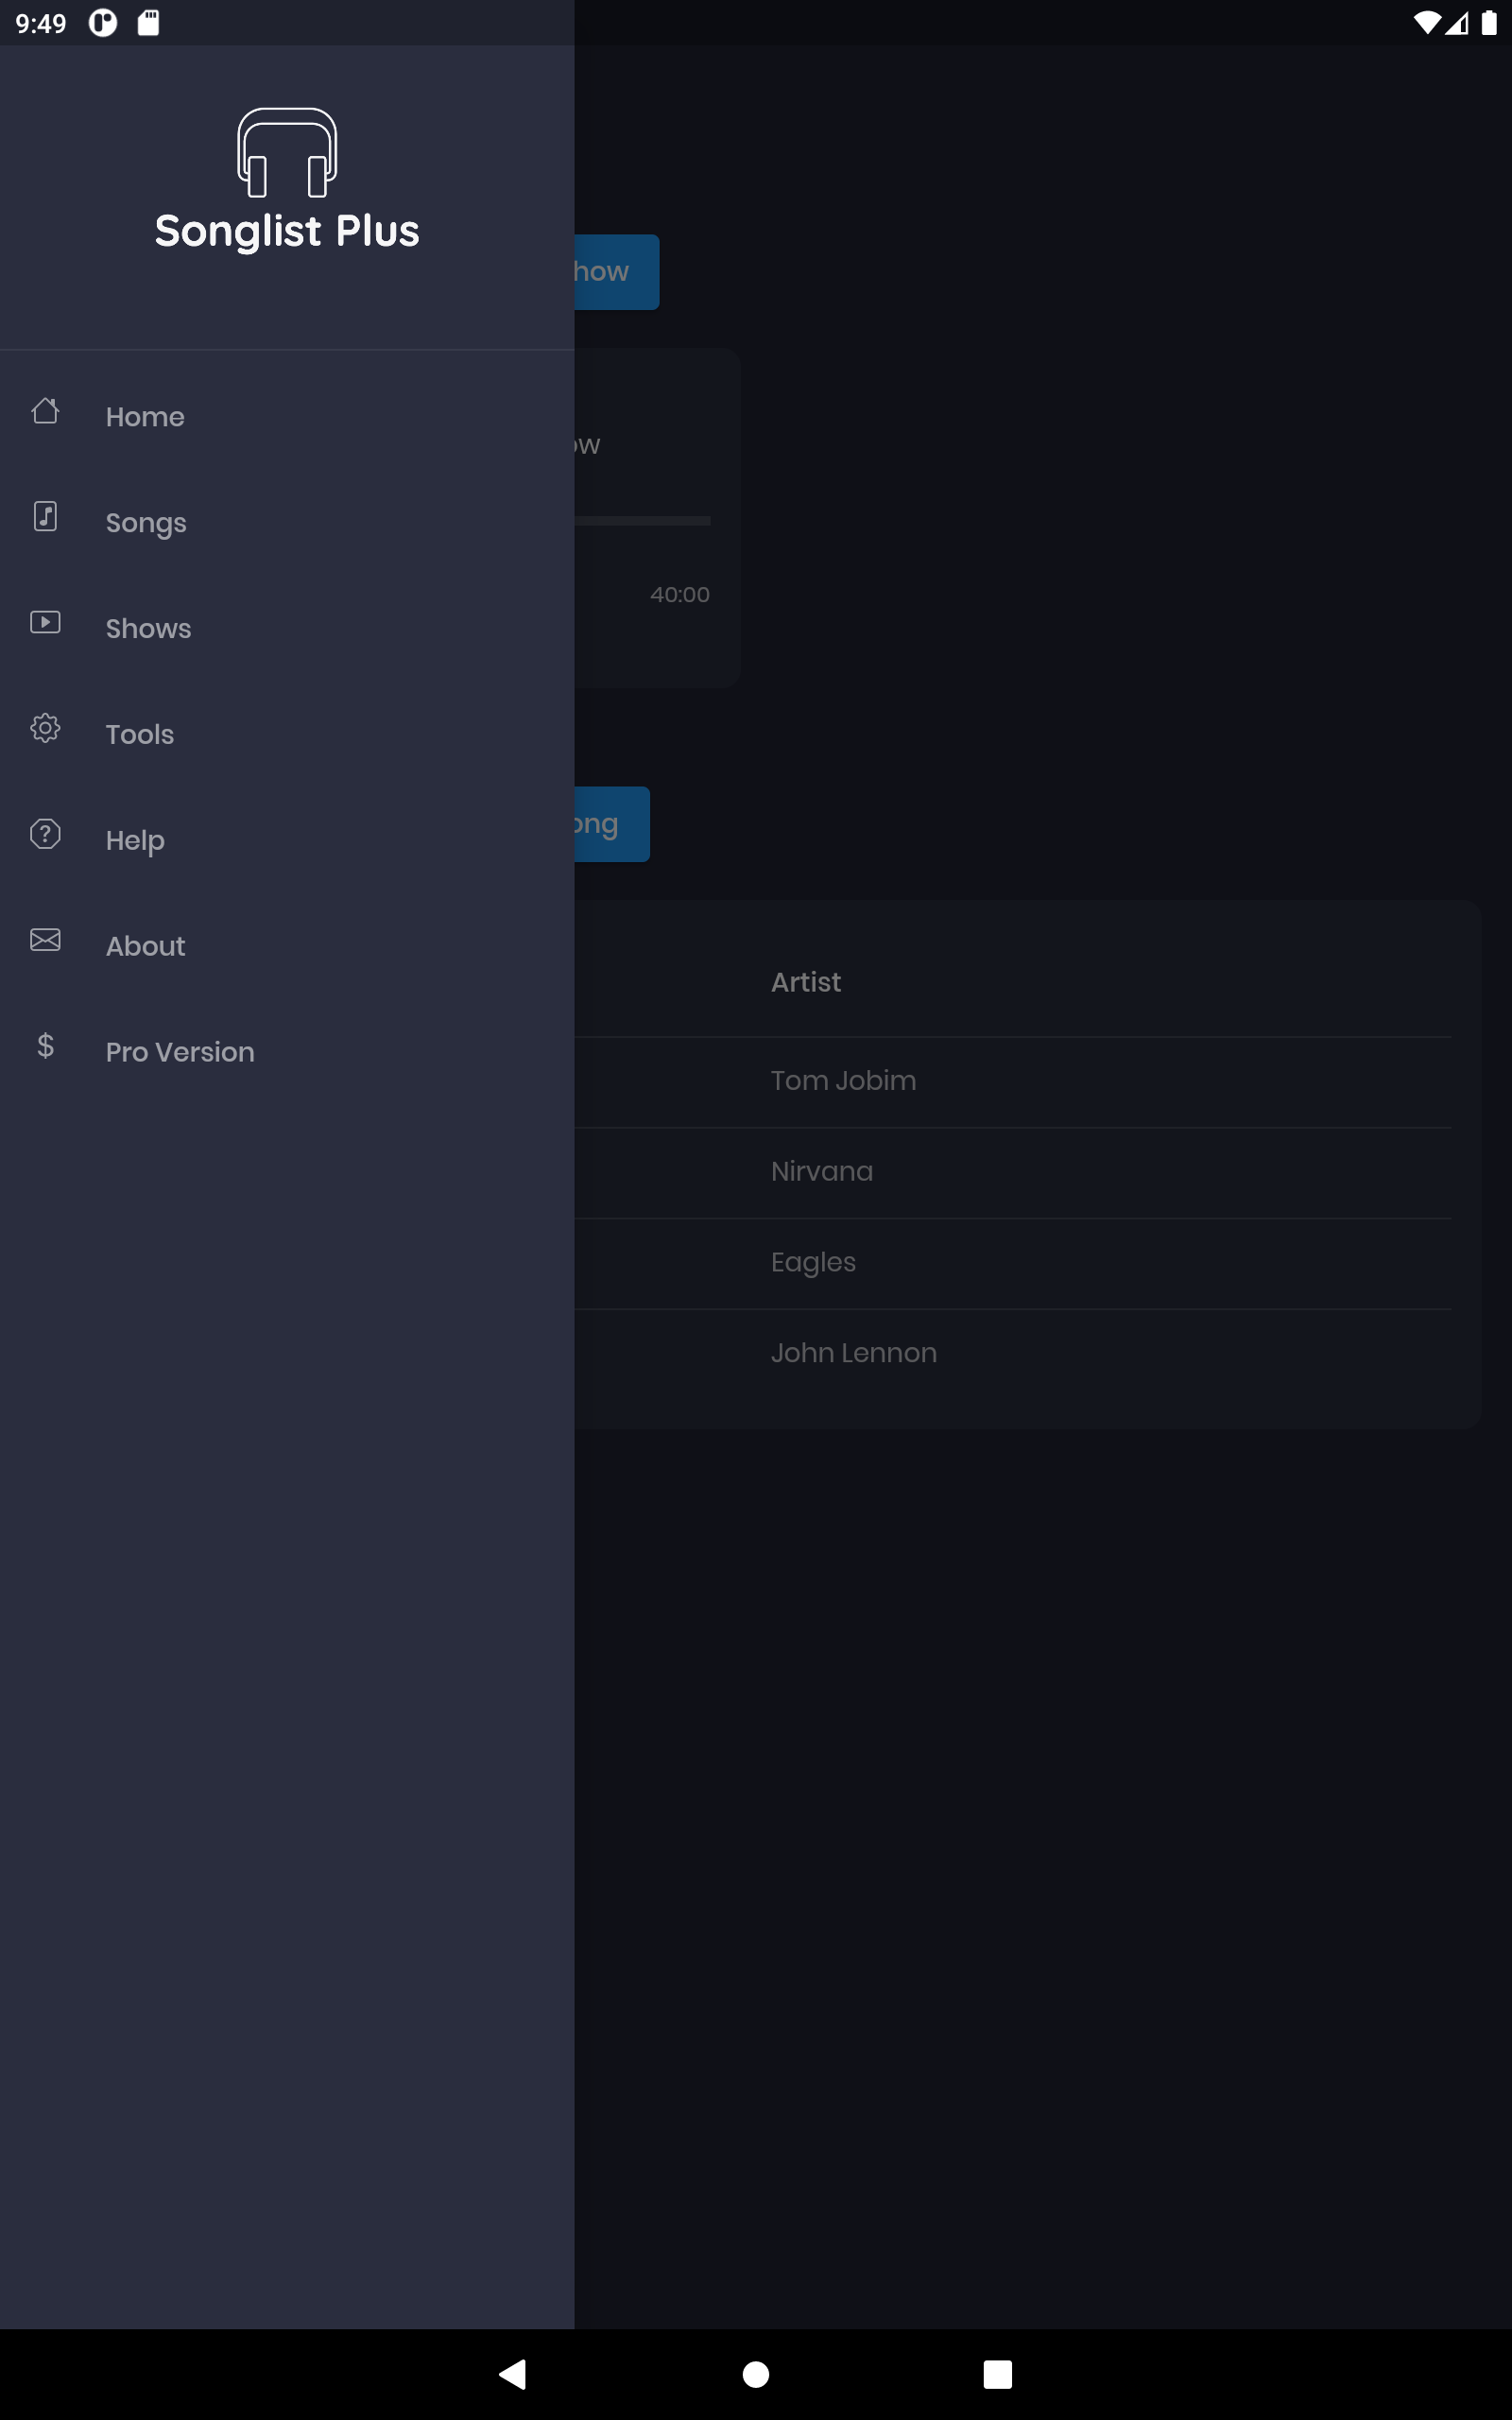 9:49
Songlist Plus
Home
Songs
Shows
Tools
Help
About
$ Pro Version
how
ow
40:00
ong
Artist
Tom Jobim
Nirvana
Eagles
John Lennon